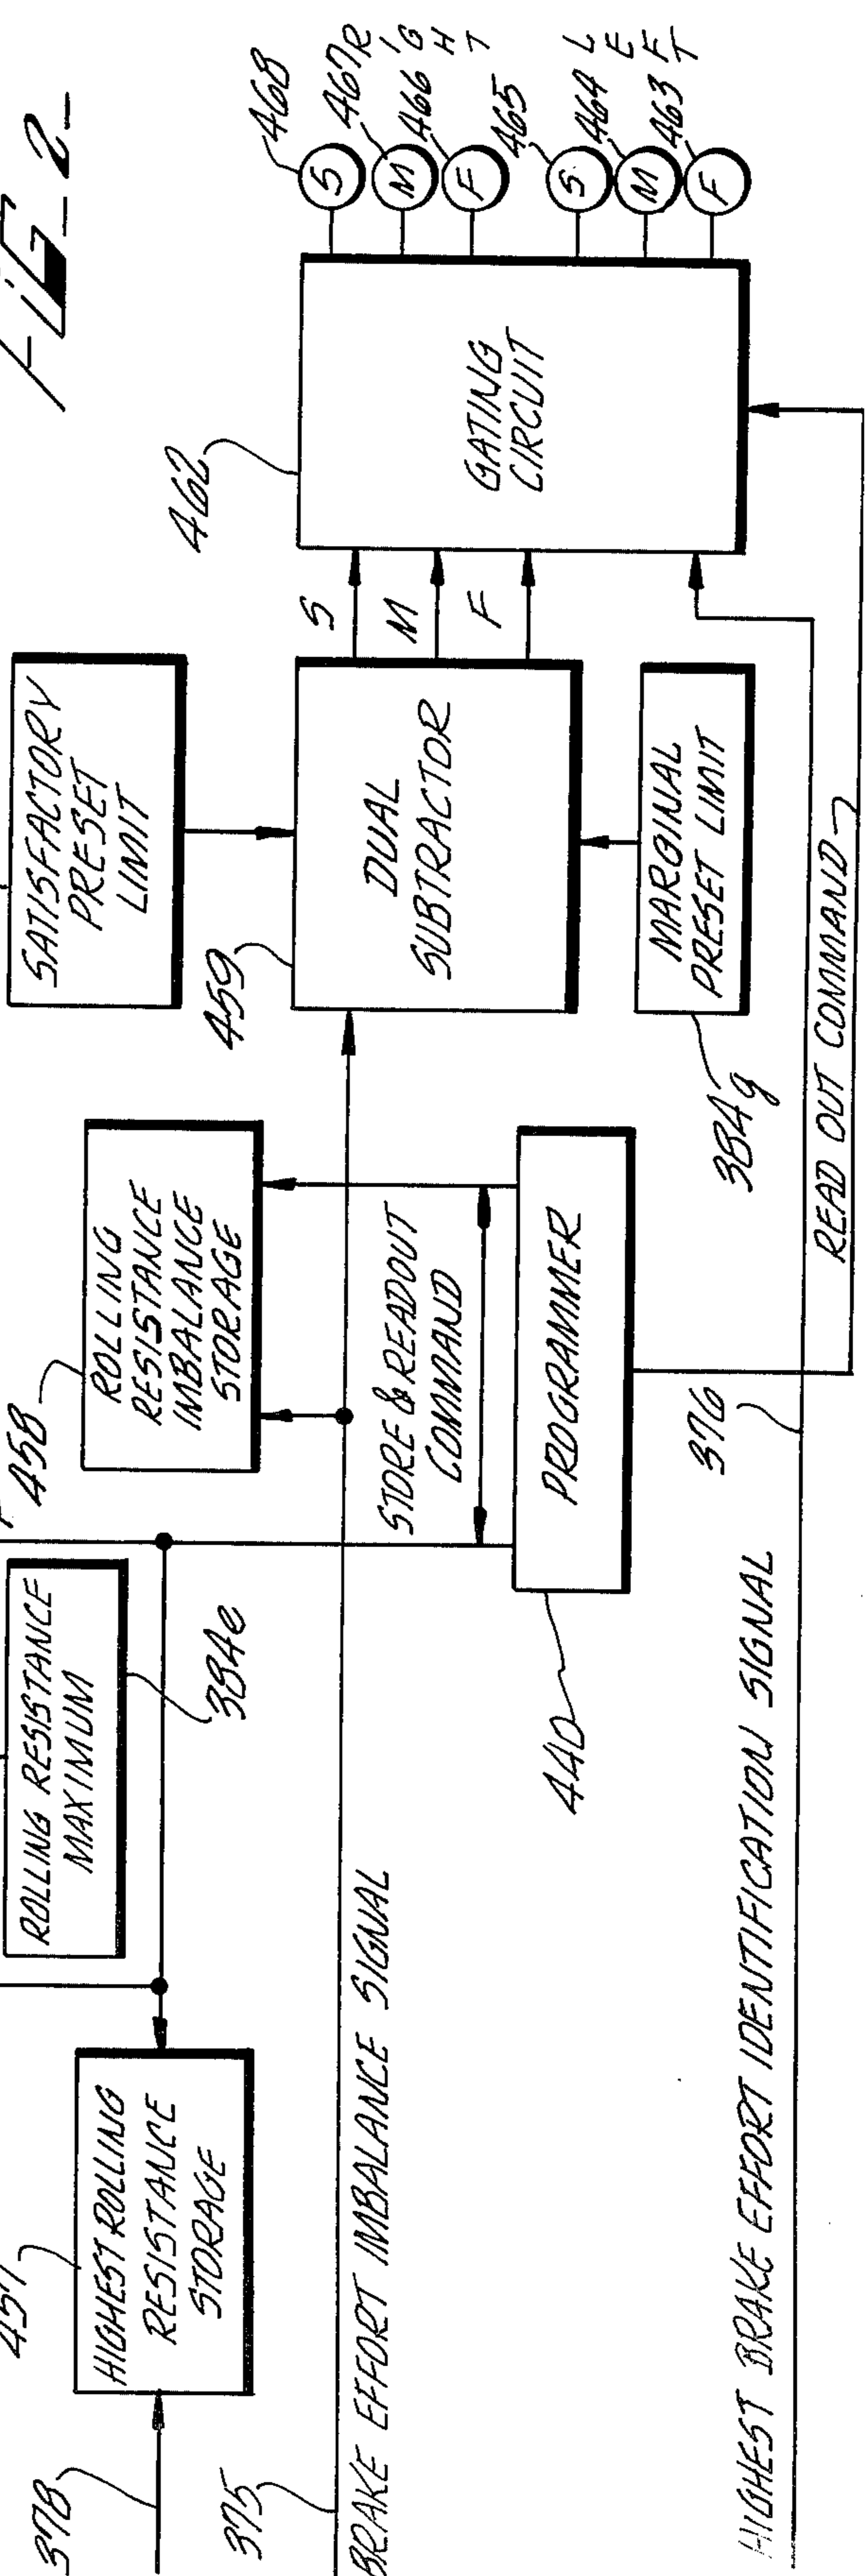 FIG_2_
SATISFACTORY
PRESET
LIMIT
462
468
S
467
M
466
F
RIGHT
465
S
464
M
463
F
LEFT
GATING
CIRCUIT
S
M
F
459
DUAL
SUBTRACTOR
MARGINAL
PRESET LIMIT
384g
READ OUT COMMAND
458
ROLLING
RESISTANCE
IMBALANCE
STORAGE
STORE & READOUT
COMMAND
PROGRAMMER
440
376
ROLLING RESISTANCE
MAXIMUM
384e
457
HIGHEST ROLLING
RESISTANCE
STORAGE
378
375
BRAKE EFFORT IMBALANCE SIGNAL
HIGHEST BRAKE EFFORT IDENTIFICATION SIGNAL